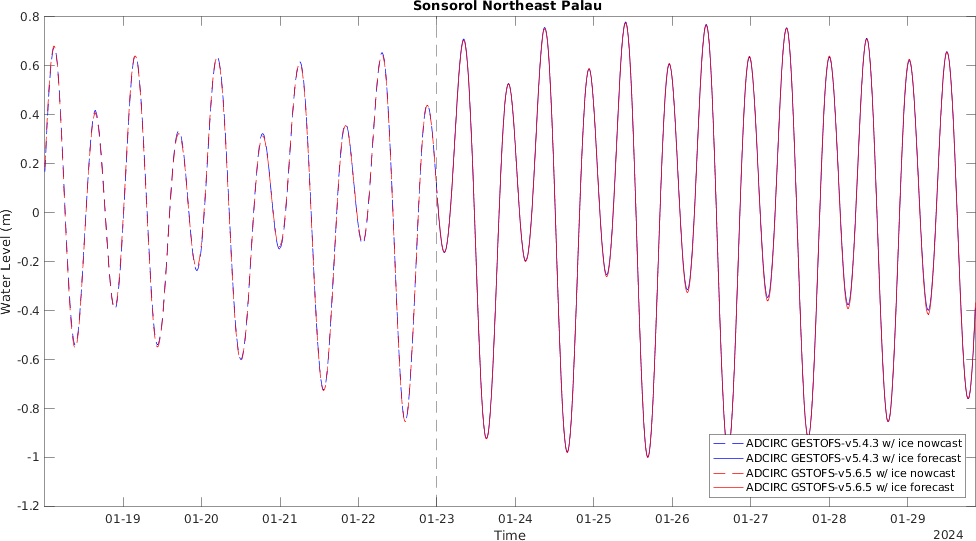 Sonsorol Northeast Palau
0.8
0.6
0.4
0.2
0
-0.2
-0.4
-0.6
-0.8
-1
-1.2
Water Level (m)
ADCIRC GESTOFS-v5.4.3 w/ ice nowcast
ADCIRC GESTOFS-v5.4.3 w/ ice forecast
ADCIRC GSTOFS-v5.6.5 w/ ice nowcast
ADCIRC GSTOFS-v5.6.5 w/ ice forecast
01-19 01-20 01-21 01-22 01-23 01-24 01-25 01-26 01-27 01-28 01-29
Time
2024